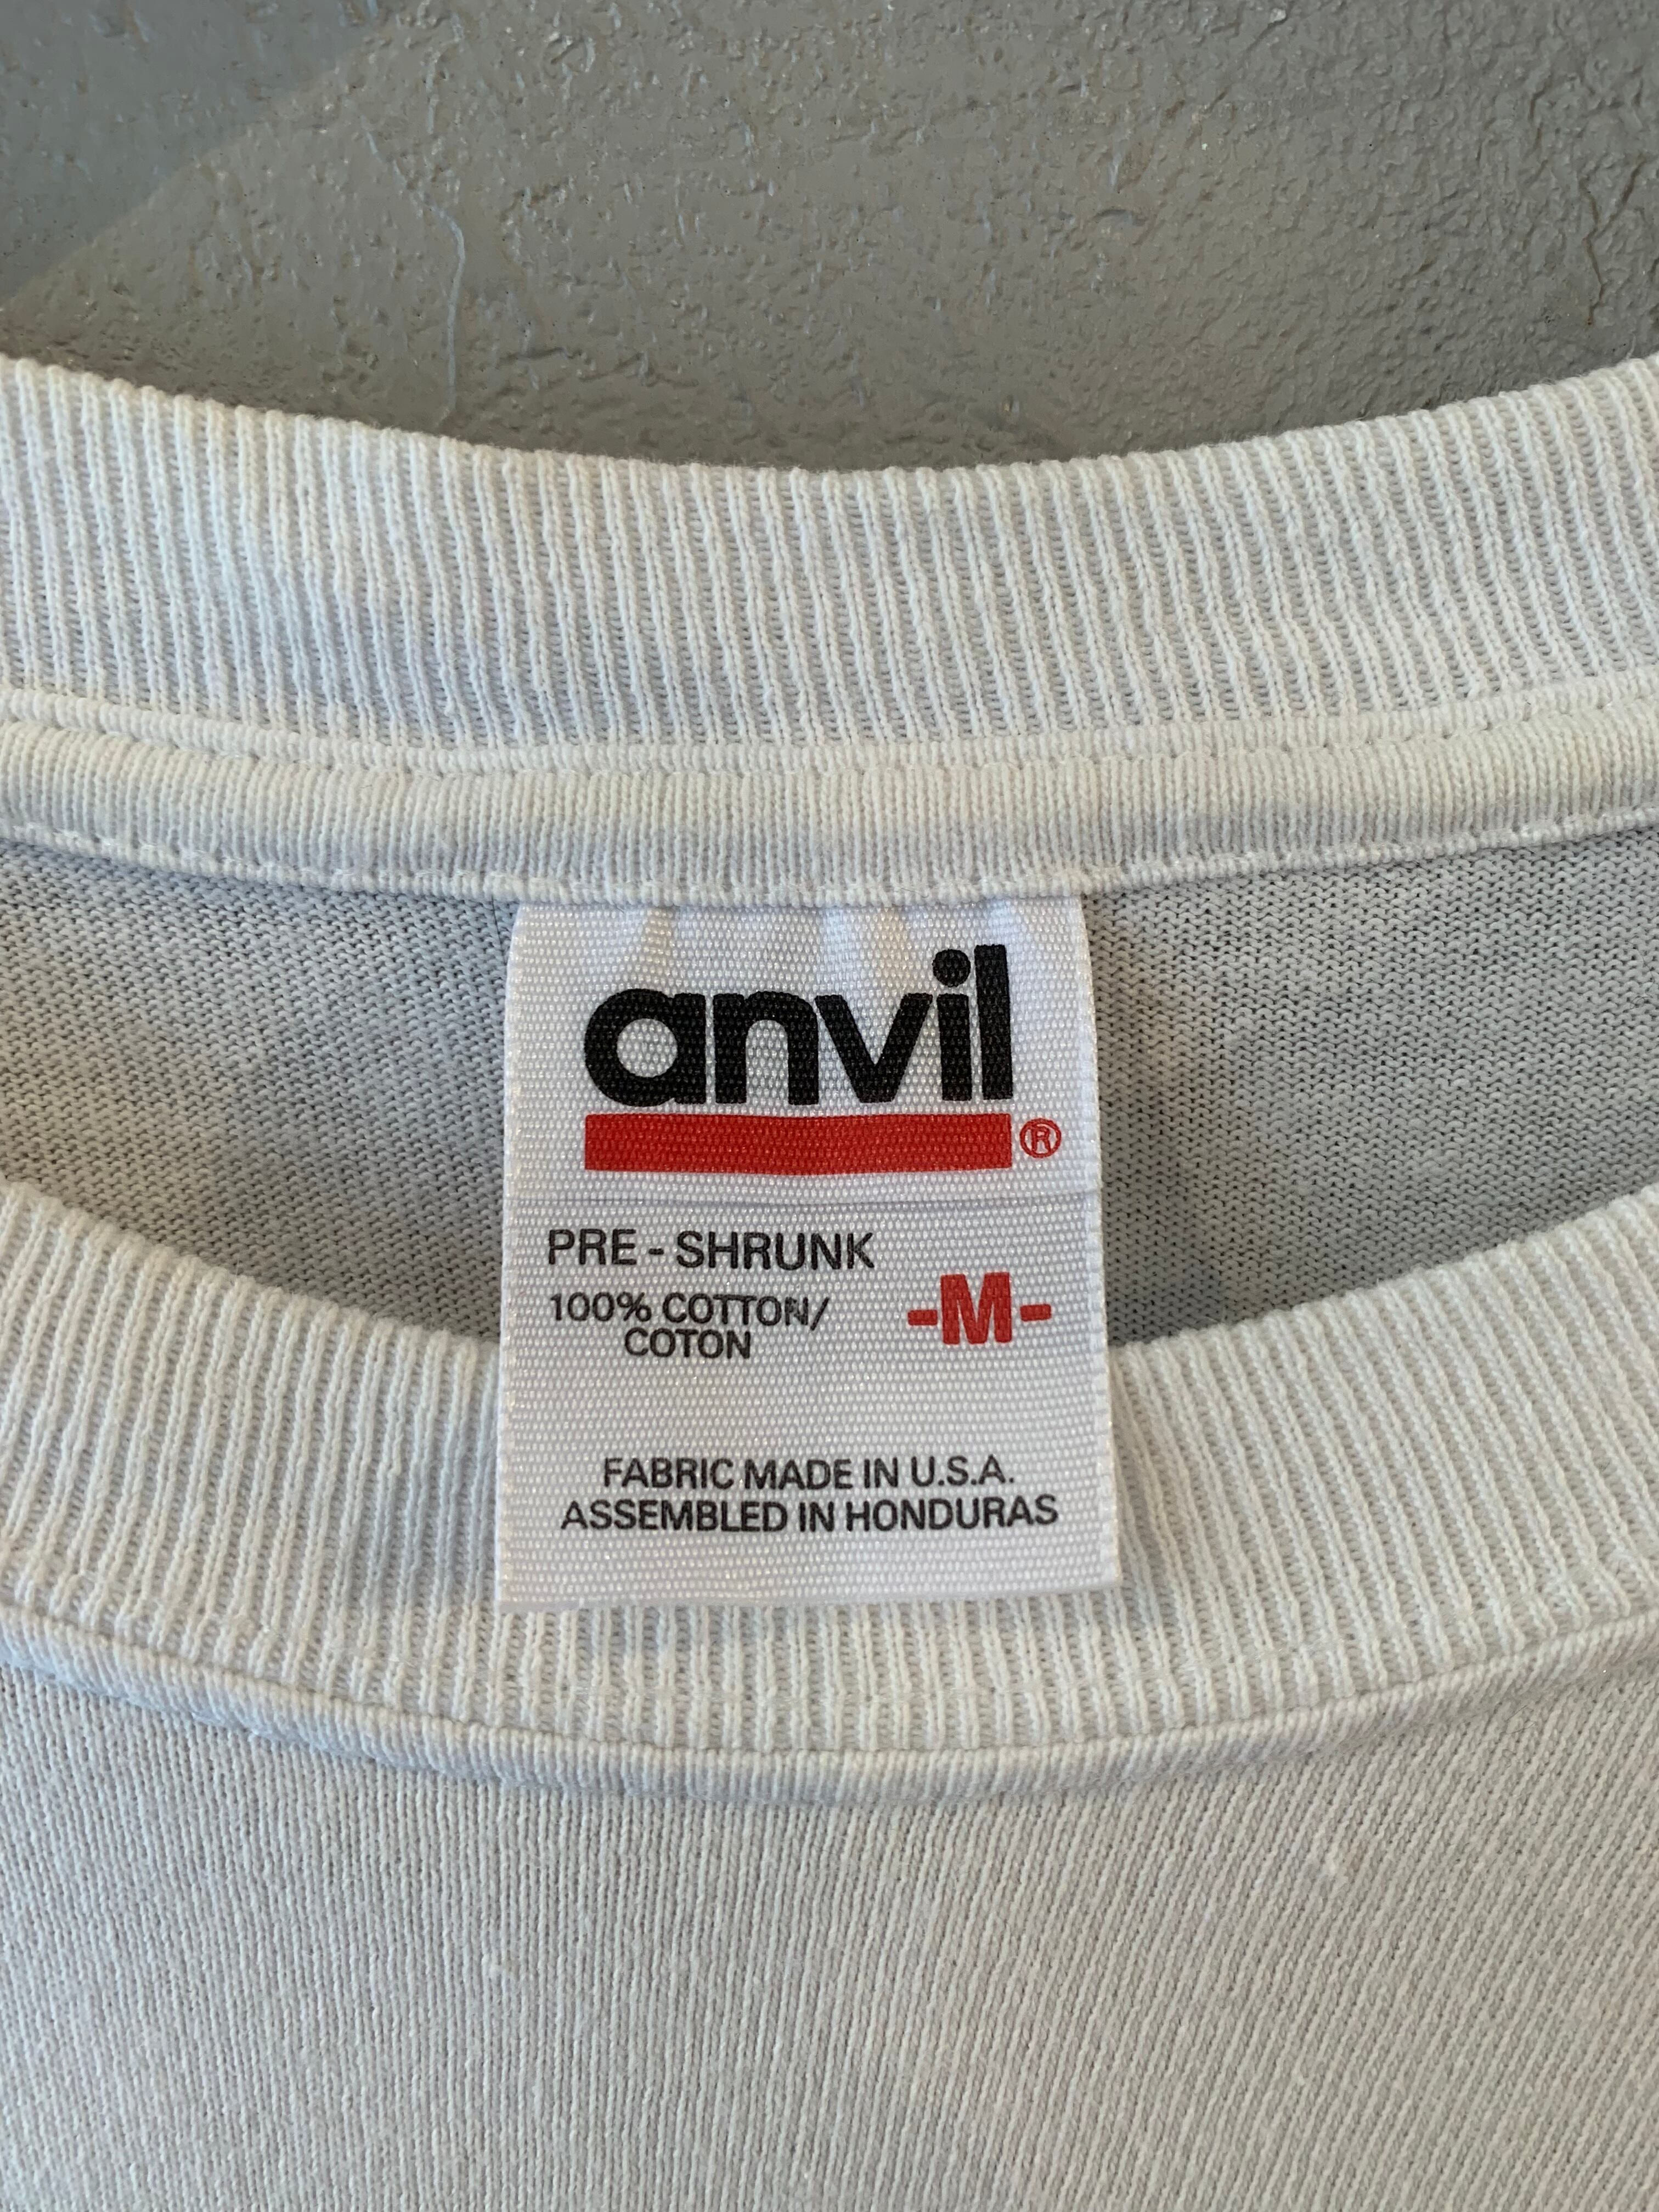 anvil®
PRE - SHRUNK
100% COTTON/
COTON
-M-
FABRIC MADE IN U.S.A.
ASSEMBLED IN HONDURAS